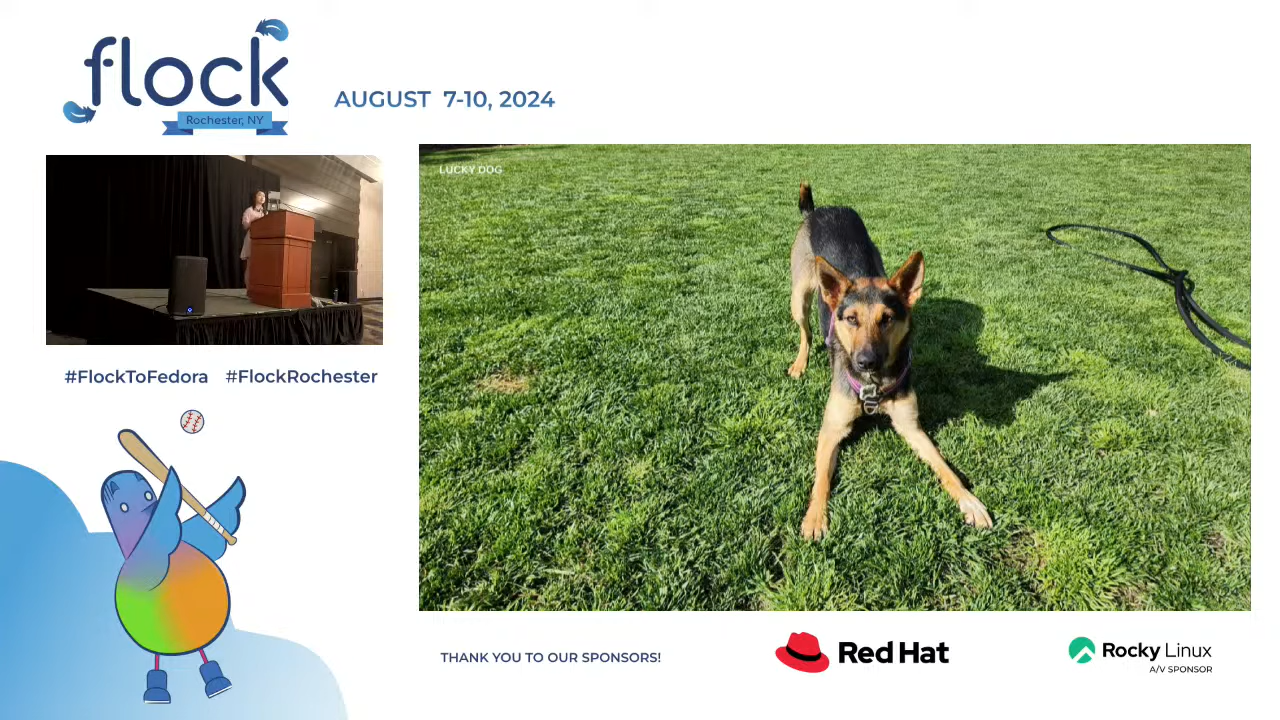 flock
Rochester, NY
AUGUST 7-10, 2024
LUCKY DOG
#FlockToFedora #FlockRochester
THANK YOU TO OUR SPONSORS!
Red Hat
Rocky Linux
A/V SPONSOR